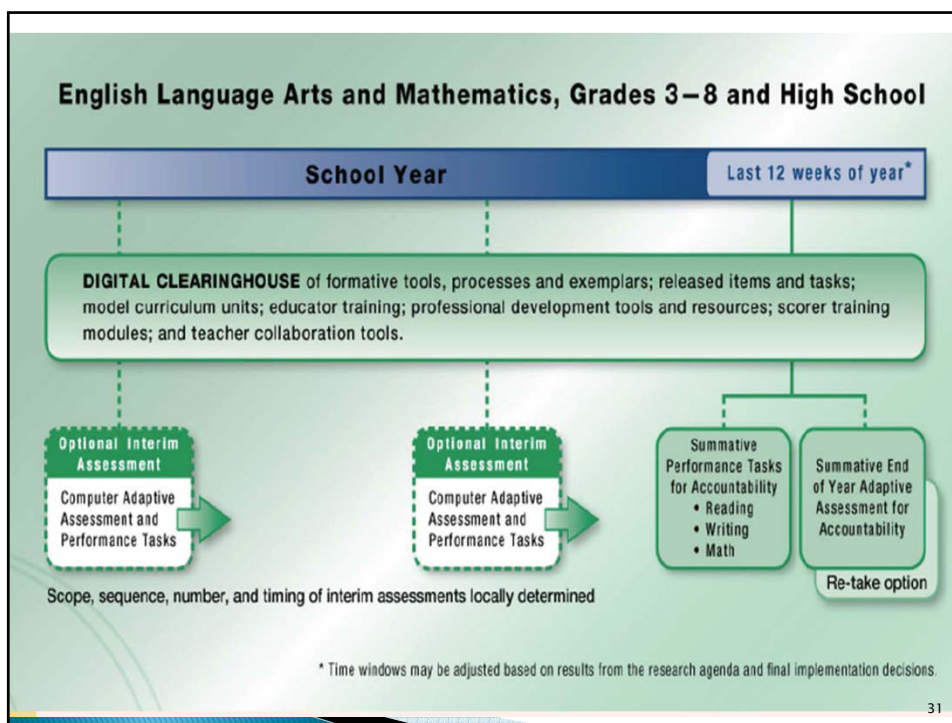 English Language Arts and Mathematics, Grades 3–8 and High School
School Year
Last 12 weeks of year*
DIGITAL CLEARINGHOUSE of formative tools, processes and exemplars; released items and tasks;
model curriculum units; educator training; professional development tools and resources; scorer training
modules; and teacher collaboration tools.
Optional Interim
Assessment
Computer Adaptive
Assessment and
Performance Tasks
Optional Interim
Assessment
Computer Adaptive
Assessment and
Performance Tasks
Summative
Performance Tasks
for Accountability
• Reading
• Writing
• Math
Summative End
of Year Adaptive
Assessment for
Accountability
Re-take option
Scope, sequence, number, and timing of interim assessments locally determined
* Time windows may be adjusted based on results from the research agenda and final implementation decisions.
31